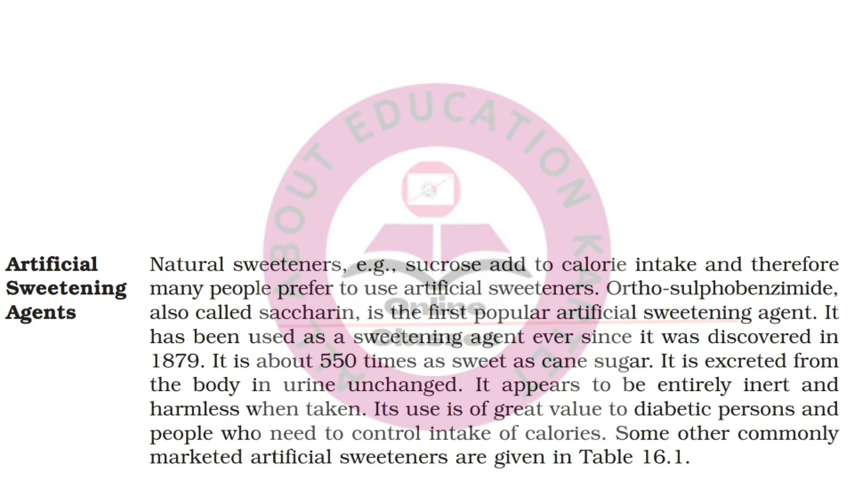 ALL ABOUT EDUCATION KARTEY
Artificial
Sweetening
Agents
Natural sweeteners, e.g., sucrose add to calorie intake and therefore
many people prefer to use artificial sweeteners. Ortho-sulphobenzimide,
also called saccharin, is the first popular artificial sweetening agent. It
has been used as a sweetening agent ever since it was discovered in
1879. It is about 550 times as sweet as cane sugar. It is excreted from
the body in urine unchanged. It appears to be entirely inert and
harmless when taken. Its use is of great value to diabetic persons and
people who need to control intake of calories. Some other commonly
marketed artificial sweeteners are given in Table 16.1.
Online